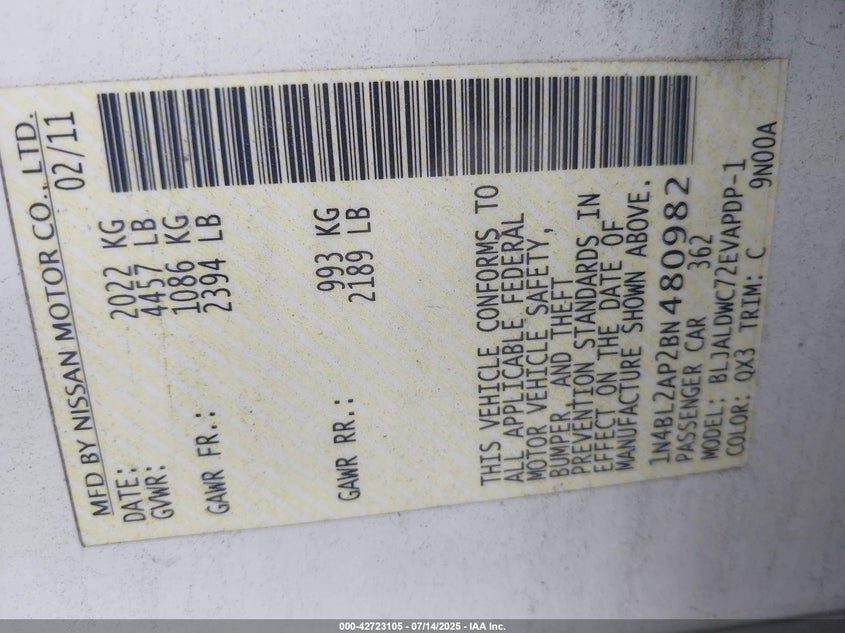 MFD BY NISSAN MOTOR CO., LTD.
DATE: 02/11
GVWR: 2022 KG
4457 LB
GAWR FR.: 1086 KG
2394 LB
GAWR RR.: 993 KG
2189 LB
THIS VEHICLE CONFORMS TO
ALL APPLICABLE FEDERAL
MOTOR VEHICLE SAFETY,
BUMPER, AND THEFT
PREVENTION STANDARDS IN
EFFECT ON THE DATE OF
MANUFACTURE SHOWN ABOVE.
1N4BL2AP2BN480982
PASSENGER CAR 362
MODEL: BLJALDWC72EVAPDP-1
COLOR: QX3 TRIM: C 9N00A
000-42723105 - 07/14/2025 - IAA Inc.